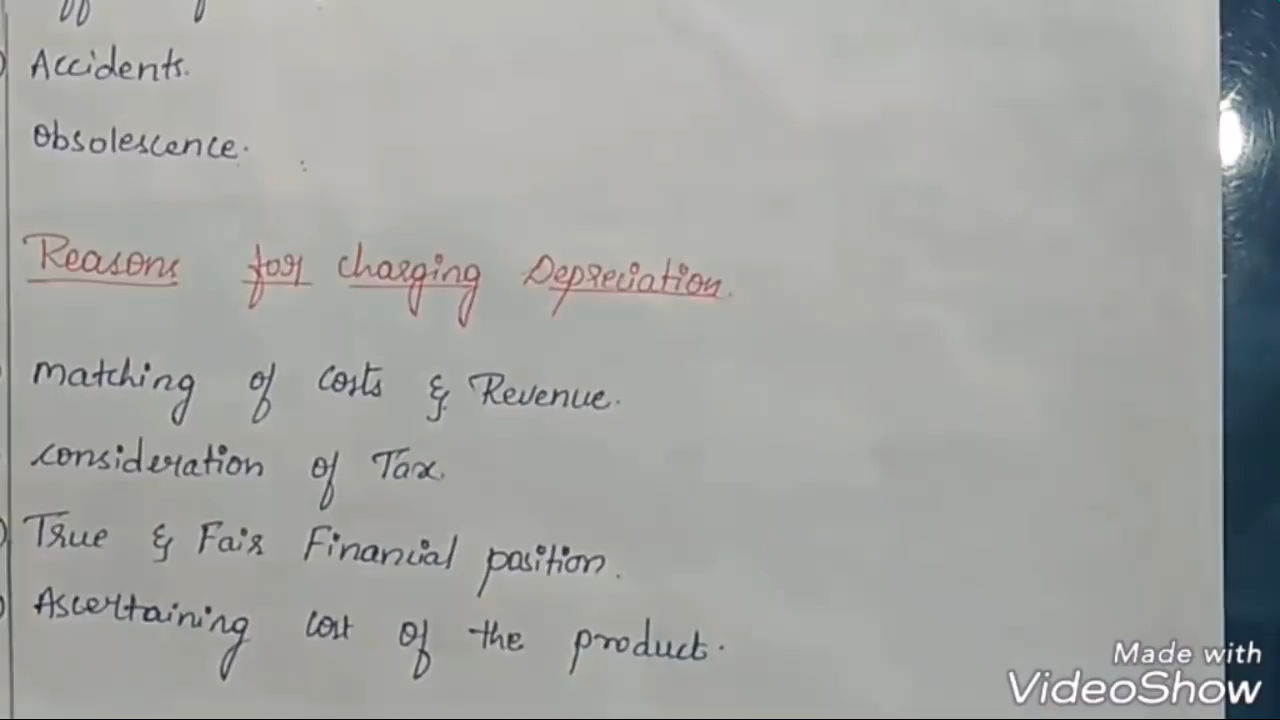 Accidents.
Obsolescence.
Reasons for charging Depreciation.
Matching of costs & Revenue.
consideration of Tax.
True & Fair Financial position.
Ascertaining cost of the product.
Made with
VideoShow